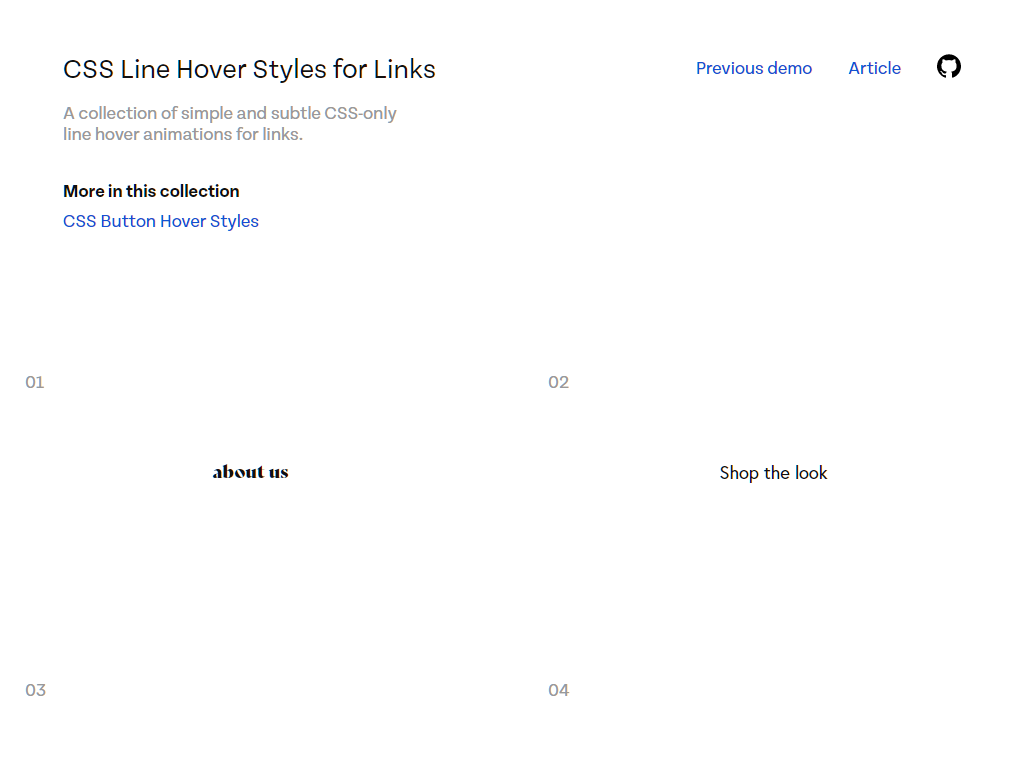 CSS Line Hover Styles for Links
Previous demo
Article
A collection of simple and subtle CSS-only
line hover animations for links.
More in this collection
CSS Button Hover Styles
01
02
about us
Shop the look
03
04